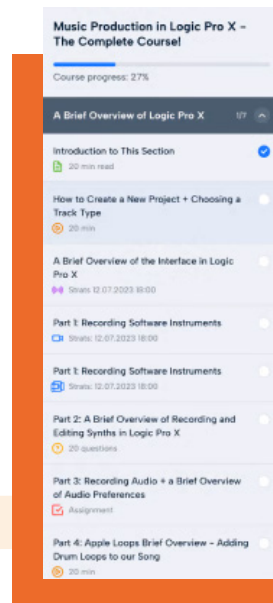 Music Production in Logic Pro X –
The Complete Course!
Course progress: 27%
A Brief Overview of Logic Pro X 1/7
Introduction to This Section
20 min read
How to Create a New Project + Choosing a
Track Type
20 min
A Brief Overview of the Interface in Logic
Pro X
Strats 12.07.2023 18:00
Part 1: Recording Software Instruments
Strats: 12.07.2023 18:00
Part 1: Recording Software Instruments
Strats: 12.07.2023 18:00
Part 2: A Brief Overview of Recording and
Editing Synths in Logic Pro X
20 questions
Part 3: Recording Audio + a Brief Overview
of Audio Preferences
Assignment
Part 4: Apple Loops Brief Overview – Adding
Drum Loops to our Song
20 min